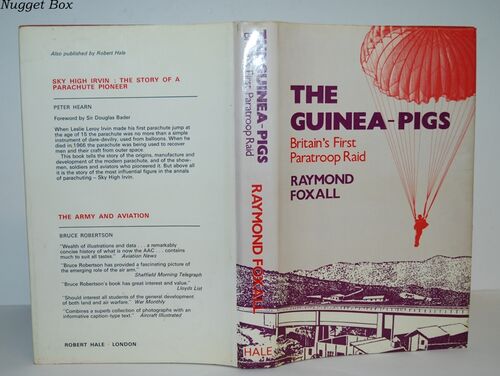 Nugget Box
Also published by Robert Hale
SKY HIGH IRVIN : THE STORY OF A
PARACHUTE PIONEER
PETER HEARN
Foreword by Sir Douglas Bader
When Leslie Leroy Irvin made his first parachute jump at
the age of 15 the parachute was no more than a simple
instrument of dare-devilry, used from balloons. When he
died in 1966 the parachute was being used to recover
men and their craft from outer space.
This book tells the story of the origins, manufacture and
development of the modern parachute, and of the show-
men, soldiers and aviators who pioneered it. But above all
it is the story of the most influential figure in the annals
of parachuting – Sky High Irvin.
THE ARMY AND AVIATION
BRUCE ROBERTSON
"Wealth of illustrations and data . . . a remarkably
concise history of what is now the AAC . . . contains
much to suit all tastes." Aviation News
"Bruce Robertson has provided a fascinating picture of
the emerging role of the air arm."
Sheffield Morning Telegraph
"Bruce Robertson's book has great interest and value."
Lloyds List
"Should interest all students of the general development
of both land and air warfare." War Monthly
"Combines a superb collection of photographs with an
informative caption-type text." Aircraft Illustrated
ROBERT HALE · LONDON
THE GUINEA-PIGS
Britain's First
Paratroop Raid
RAYMOND FOXALL
HALE
THE
GUINEA-PIGS
Britain's First
Paratroop Raid
RAYMOND
FOXALL